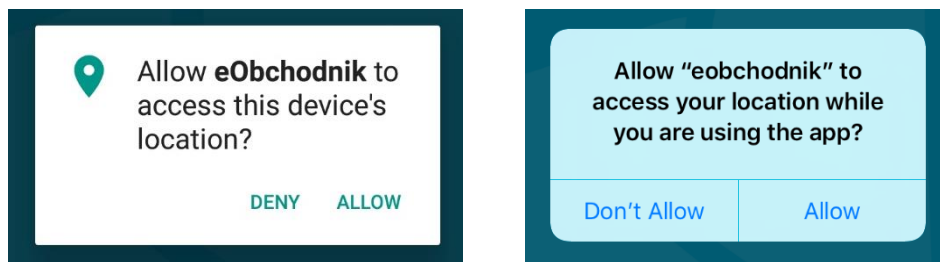 Allow eObchodnik to
access this device's
location?
DENY ALLOW
Allow “eobchodnik” to
access your location while
you are using the app?
Don’t Allow Allow